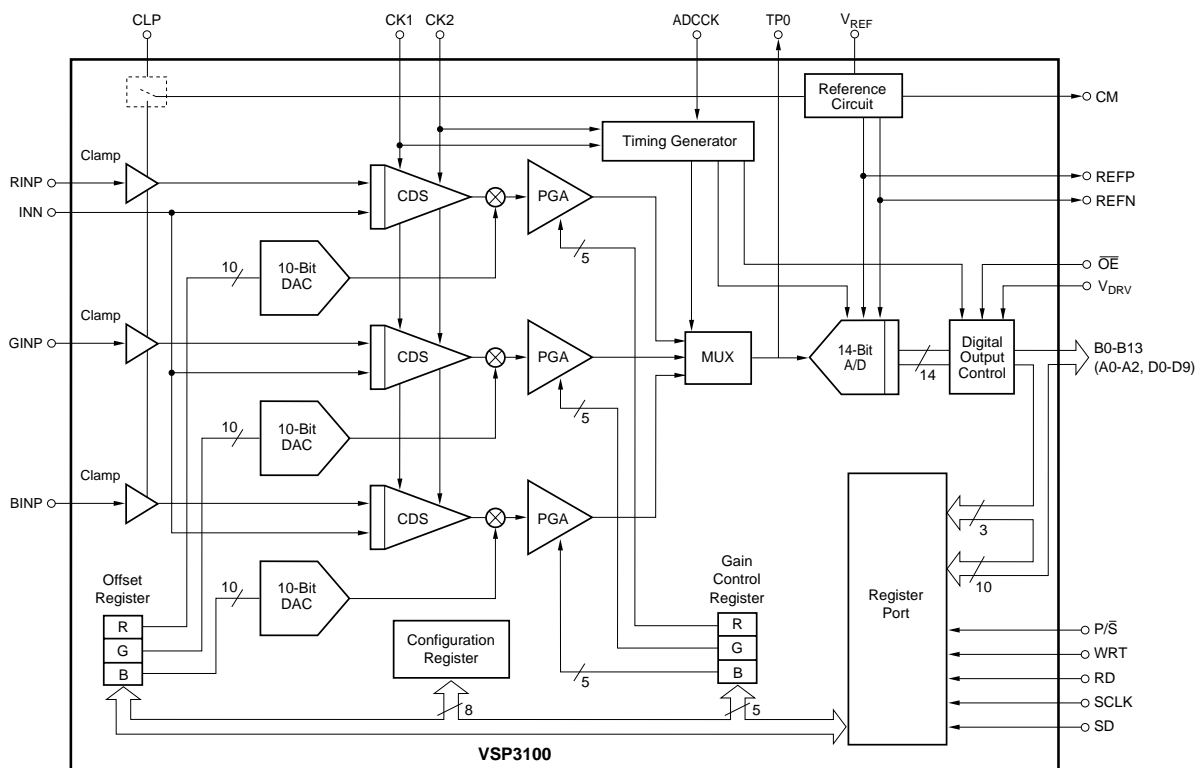 CLP
CK1
CK2
ADCCK
TP0
VREF
Reference
Circuit
CM
Timing Generator
Clamp
RINP
INN
CDS
PGA
REFP
REFN
10
10-Bit
DAC
5
OE
VDRV
Clamp
GINP
CDS
PGA
MUX
14-Bit
A/D
14
Digital
Output
Control
B0-B13
(A0-A2, D0-D9)
10
10-Bit
DAC
5
Clamp
BINP
CDS
PGA
3
10
Offset
Register
R
G
B
10
10-Bit
DAC
Configuration
Register
Gain
Control
Register
R
G
B
5
Register
Port
P/S̅
WRT
RD
SCLK
SD
8
5
VSP3100